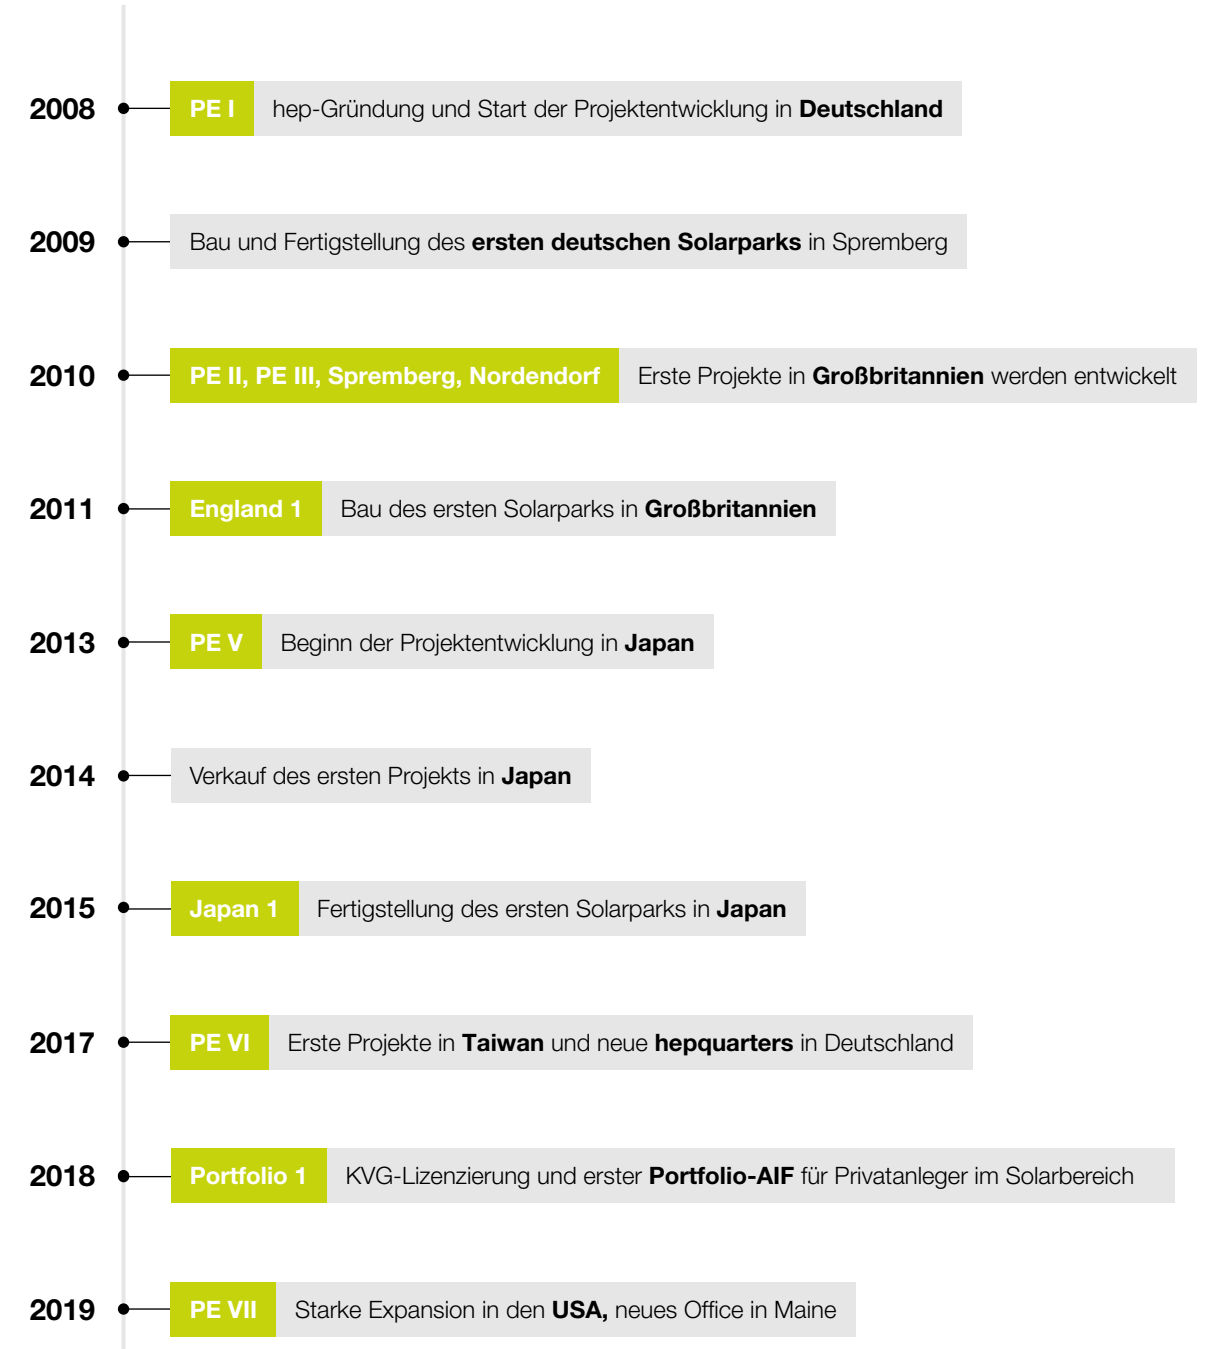 2008 PE I hep-Gründung und Start der Projektentwicklung in Deutschland
2009 Bau und Fertigstellung des ersten deutschen Solarparks in Spremberg
2010 PE II, PE III, Spremberg, Nordendorf Erste Projekte in Großbritannien werden entwickelt
2011 England 1 Bau des ersten Solarparks in Großbritannien
2013 PE V Beginn der Projektentwicklung in Japan
2014 Verkauf des ersten Projekts in Japan
2015 Japan 1 Fertigstellung des ersten Solarparks in Japan
2017 PE VI Erste Projekte in Taiwan und neue hepquarters in Deutschland
2018 Portfolio 1 KVG-Lizenzierung und erster Portfolio-AIF für Privatanleger im Solarbereich
2019 PE VII Starke Expansion in den USA, neues Office in Maine